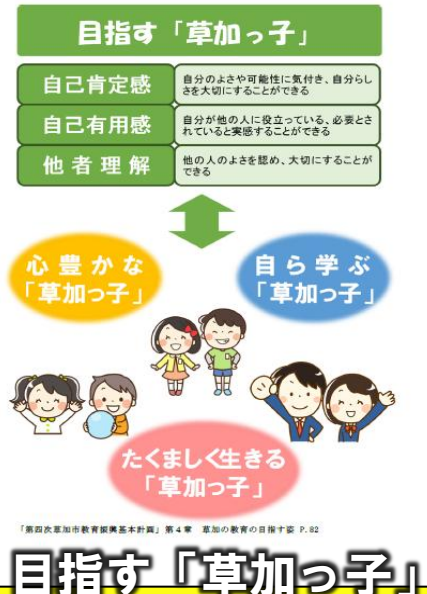 目指す「草加っ子」
自己肯定感
自分のよさや可能性に気付き、自分らし
さを大切にすることができる
自己有用感
自分が他の人に役立っている、必要とさ
れていると実感することができる
他者理解
他の人のよさを認め、大切にすることが
できる
心豊かな
「草加っ子」
自ら学ぶ
「草加っ子」
たくましく生きる
「草加っ子」
「第四次草加市教育振興基本計画」第4章 草加の教育の目指す姿 P.82
目指す「草加っ子」